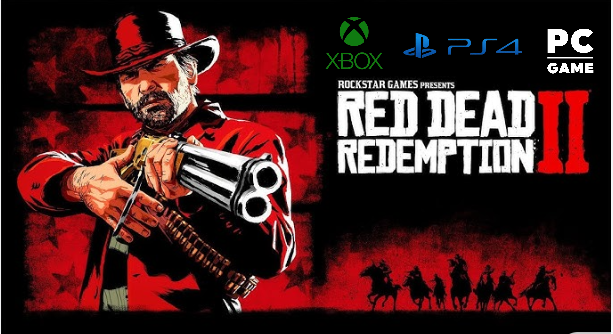 XBOX PS4 PC
GAME
ROCKSTAR GAMES PRESENTS
RED DEAD
REDEMPTION II